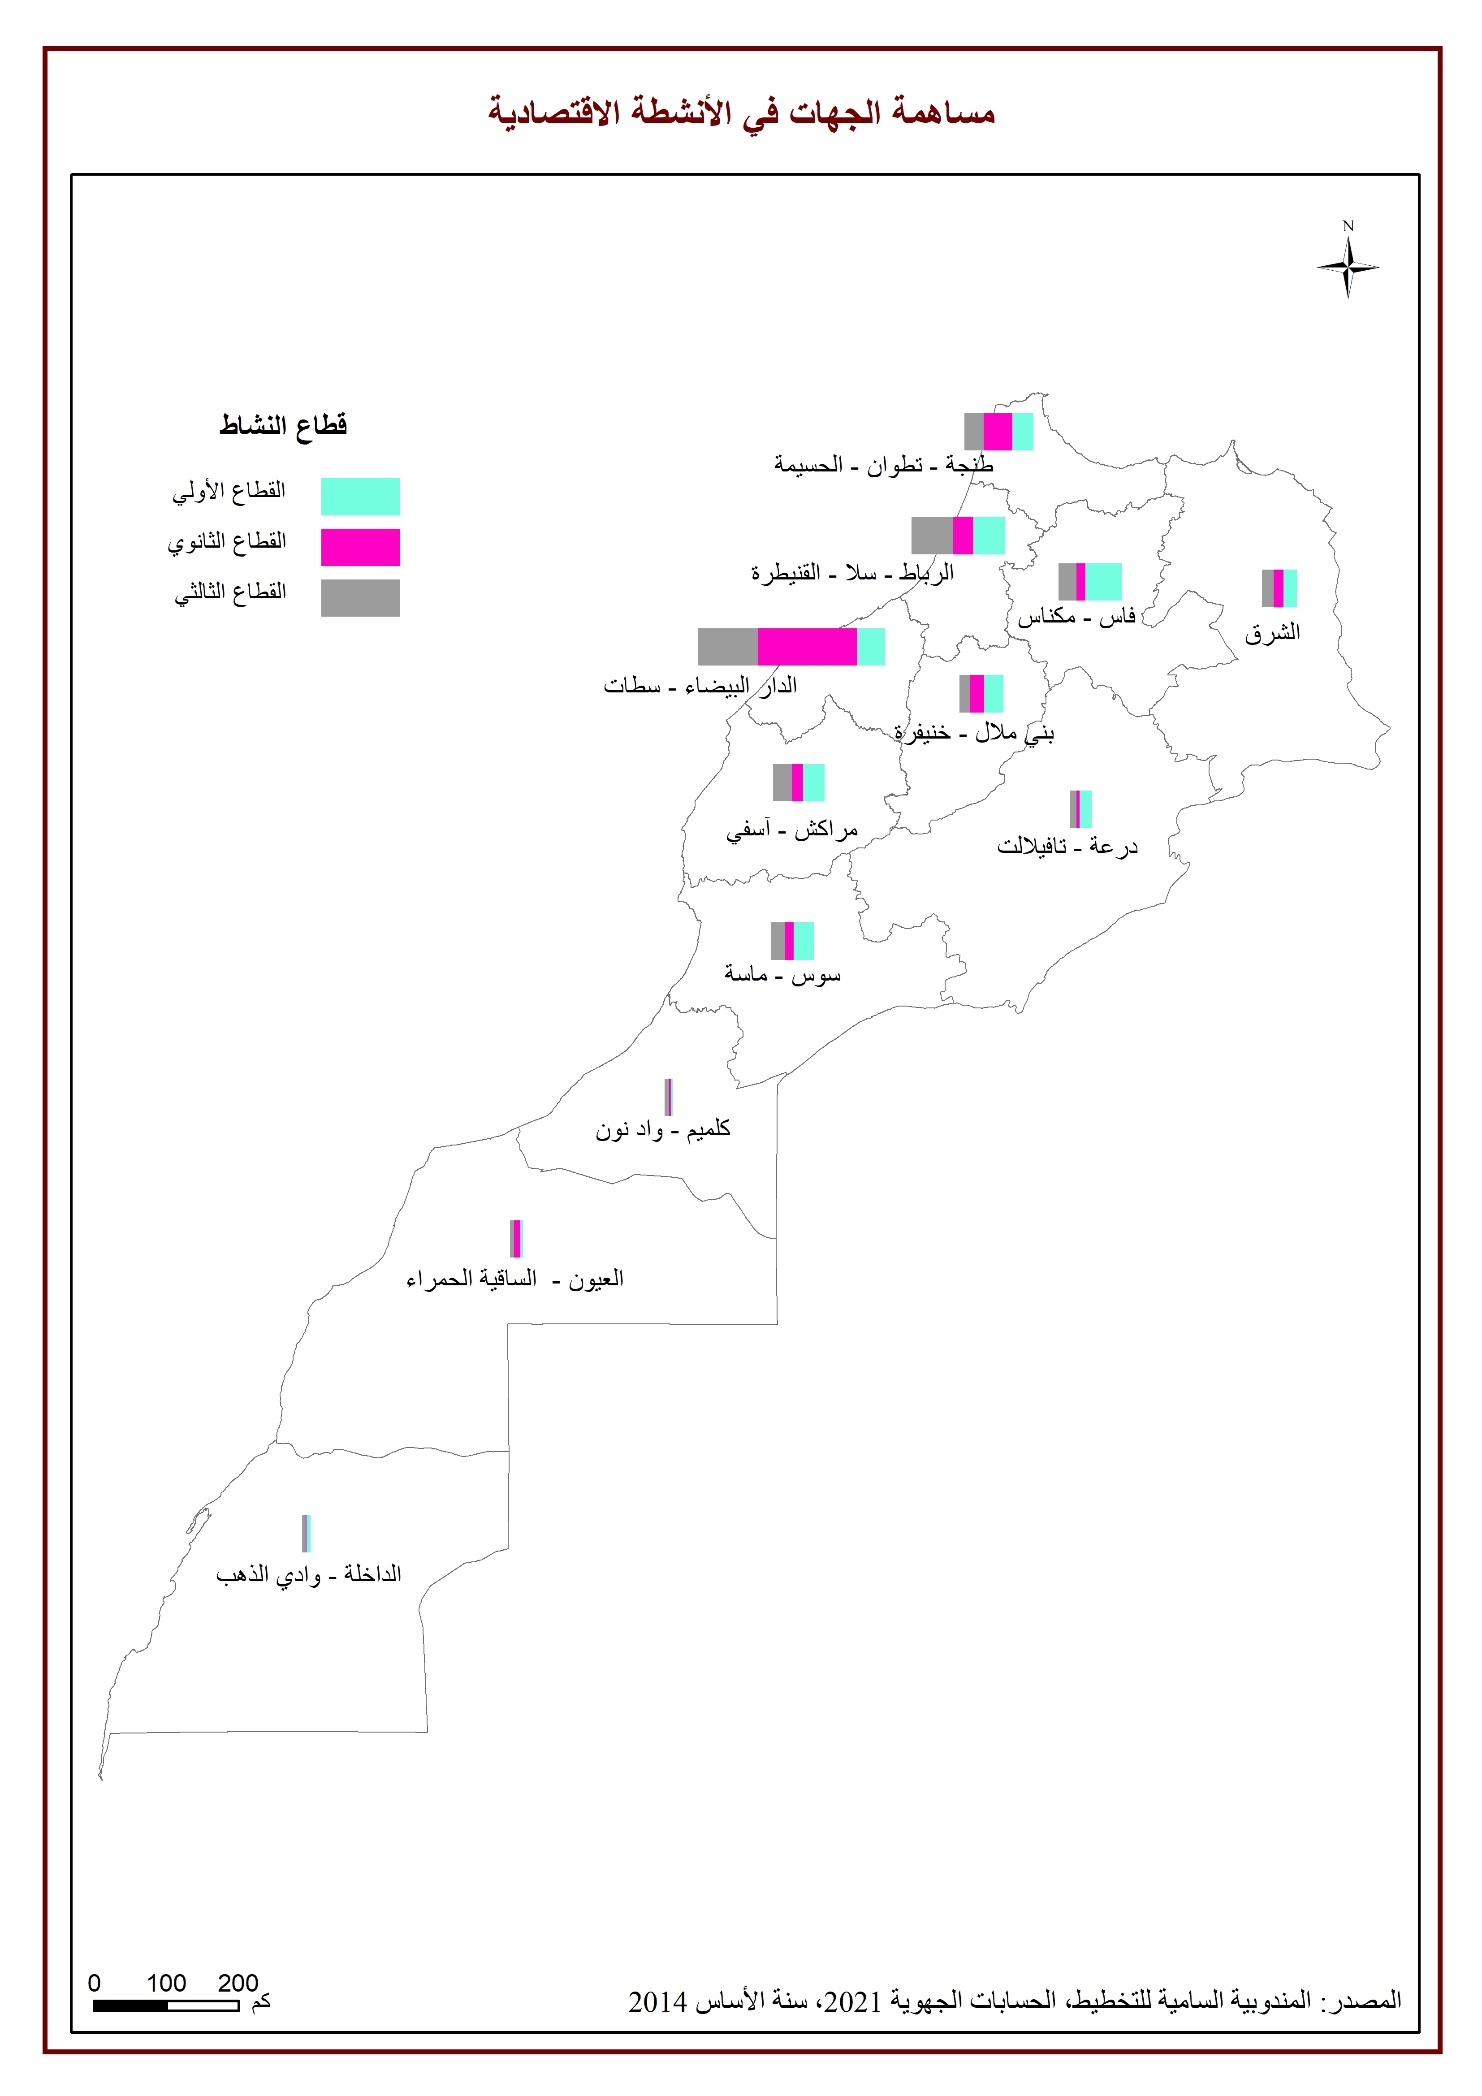 مساهمة الجهات في الأنشطة الاقتصادية
N
قطاع النشاط
القطاع الأولي
القطاع الثانوي
القطاع الثالثي
طنجة - تطوان - الحسيمة
الرباط - سلا - القنيطرة
فاس - مكناس
الشرق
الدار البيضاء - سطات
بني ملال - خنيفرة
مراكش - آسفي
درعة - تافيلالت
سوس - ماسة
كلميم - واد نون
العيون - الساقية الحمراء
الداخلة - وادي الذهب
0 100 200
كم
المصدر: المندوبية السامية للتخطيط، الحسابات الجهوية 2021، سنة الأساس 2014